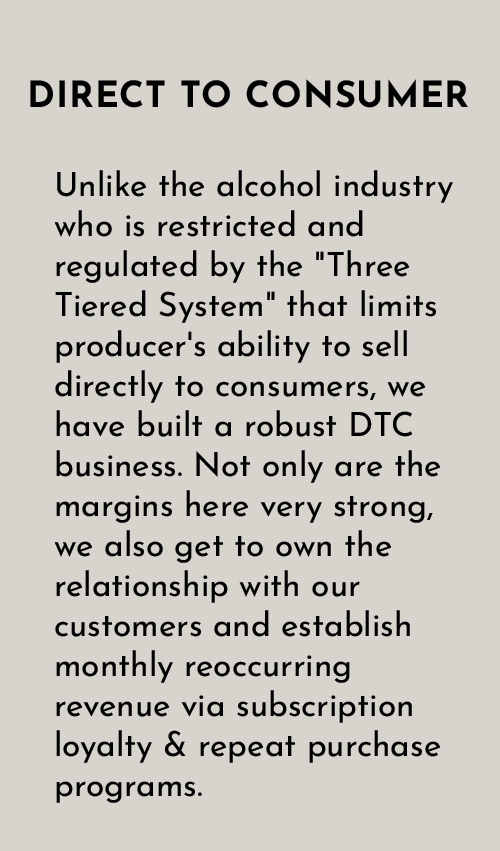 DIRECT TO CONSUMER
Unlike the alcohol industry
who is restricted and
regulated by the "Three
Tiered System" that limits
producer's ability to sell
directly to consumers, we
have built a robust DTC
business. Not only are the
margins here very strong,
we also get to own the
relationship with our
customers and establish
monthly reoccurring
revenue via subscription
loyalty & repeat purchase
programs.